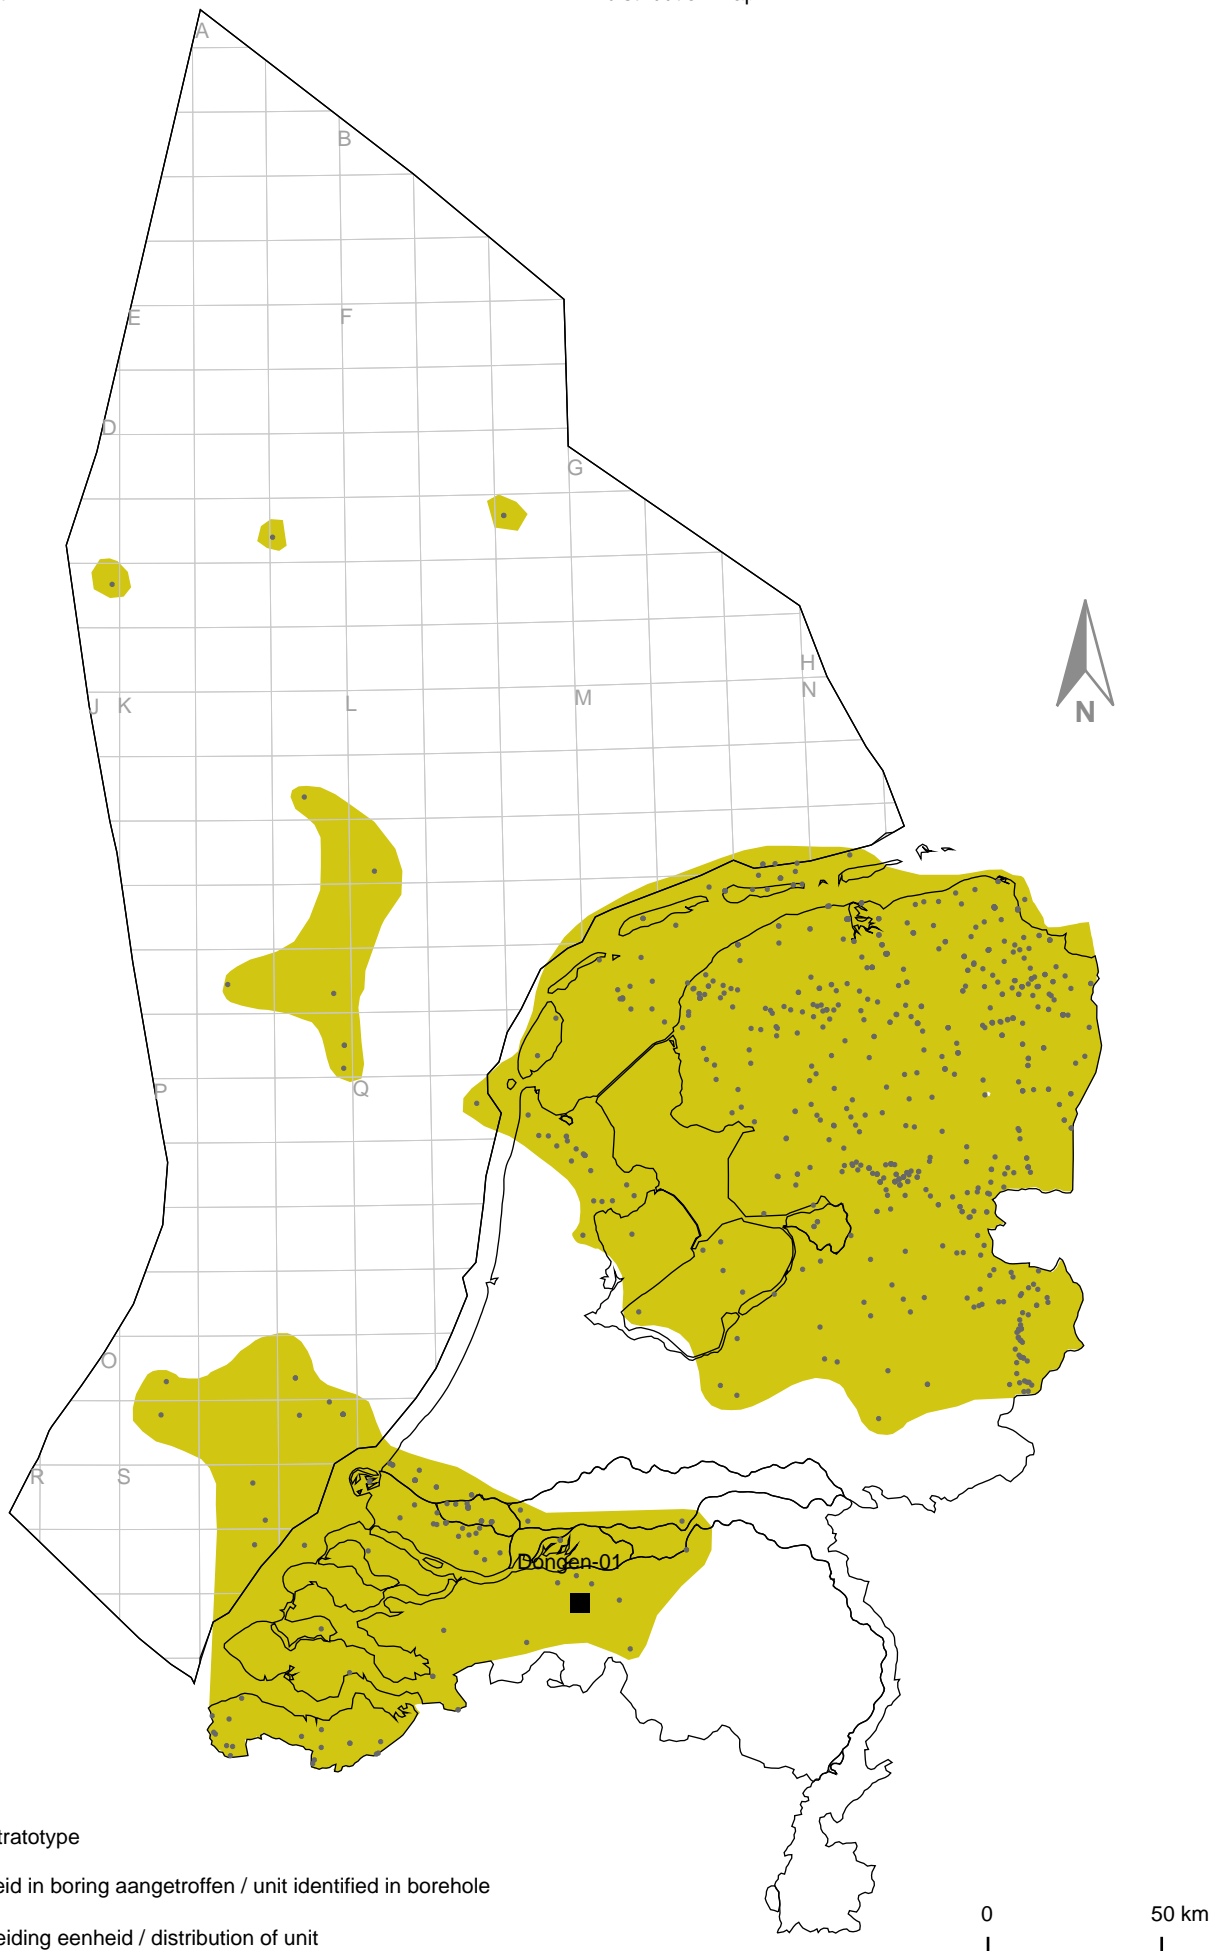 A
B
E
F
D
G
H
N
J K
L
M
P
Q
O
R
S
N
Dongen-01
tratotype
eid in boring aangetroffen / unit identified in borehole
eiding eenheid / distribution of unit
0
50 km